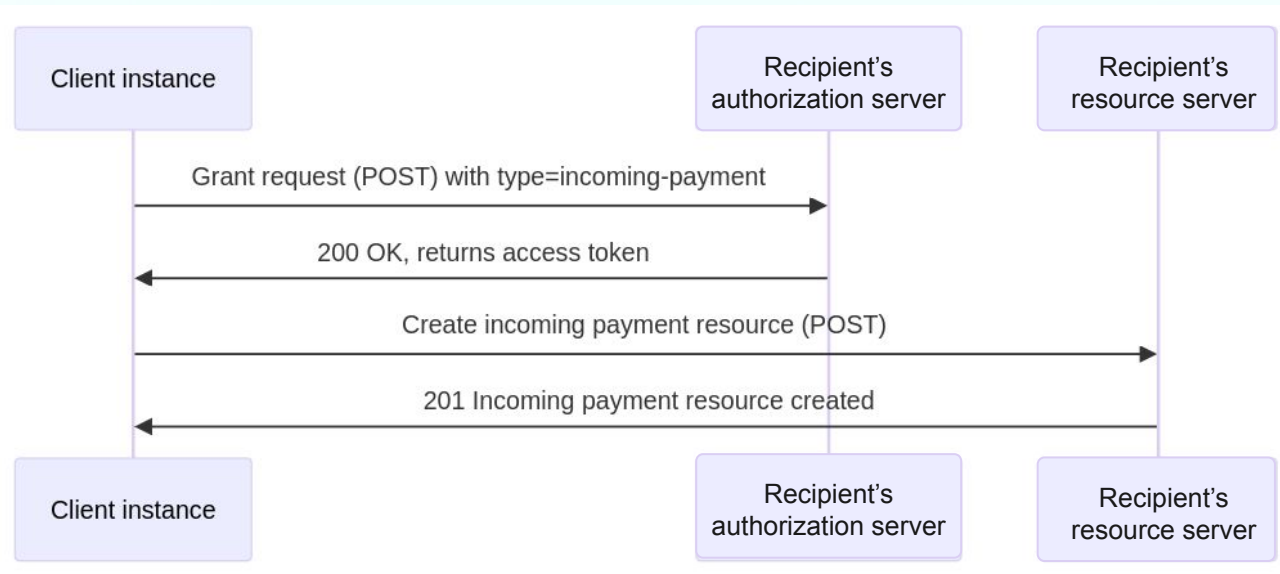 Client instance
Recipient’s
authorization server
Recipient’s
resource server
Grant request (POST) with type=incoming-payment
200 OK, returns access token
Create incoming payment resource (POST)
201 Incoming payment resource created
Client instance
Recipient’s
authorization server
Recipient’s
resource server